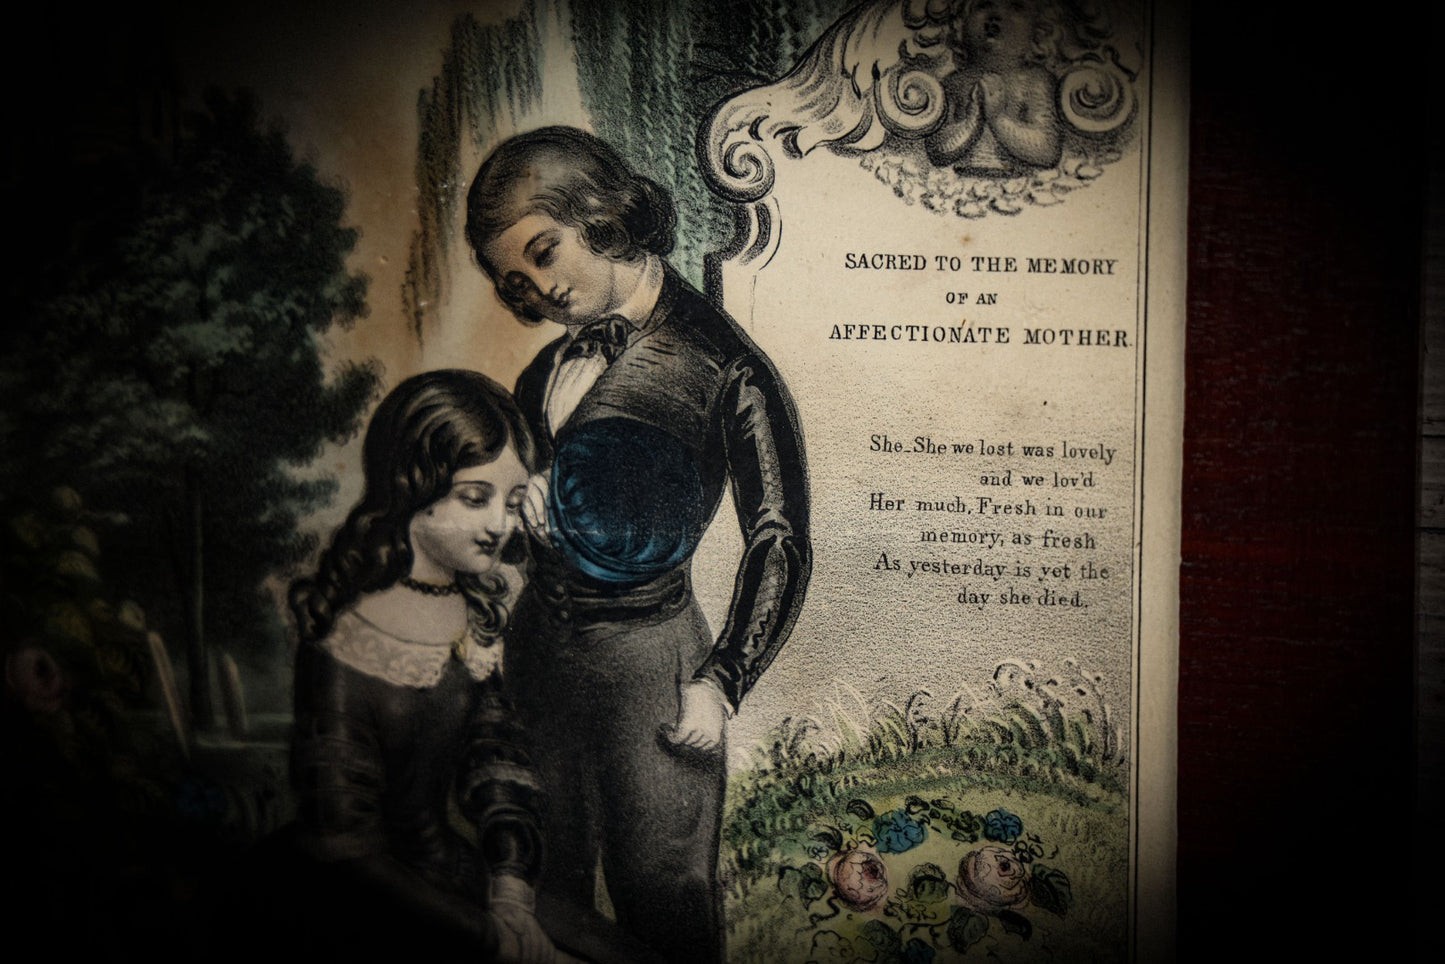 SACRED TO THE MEMORY
OF AN
AFFECTIONATE MOTHER.
She_She we lost was lovely
and we lov'd
Her much, Fresh in our
memory, as fresh
As yesterday is yet the
day she died.